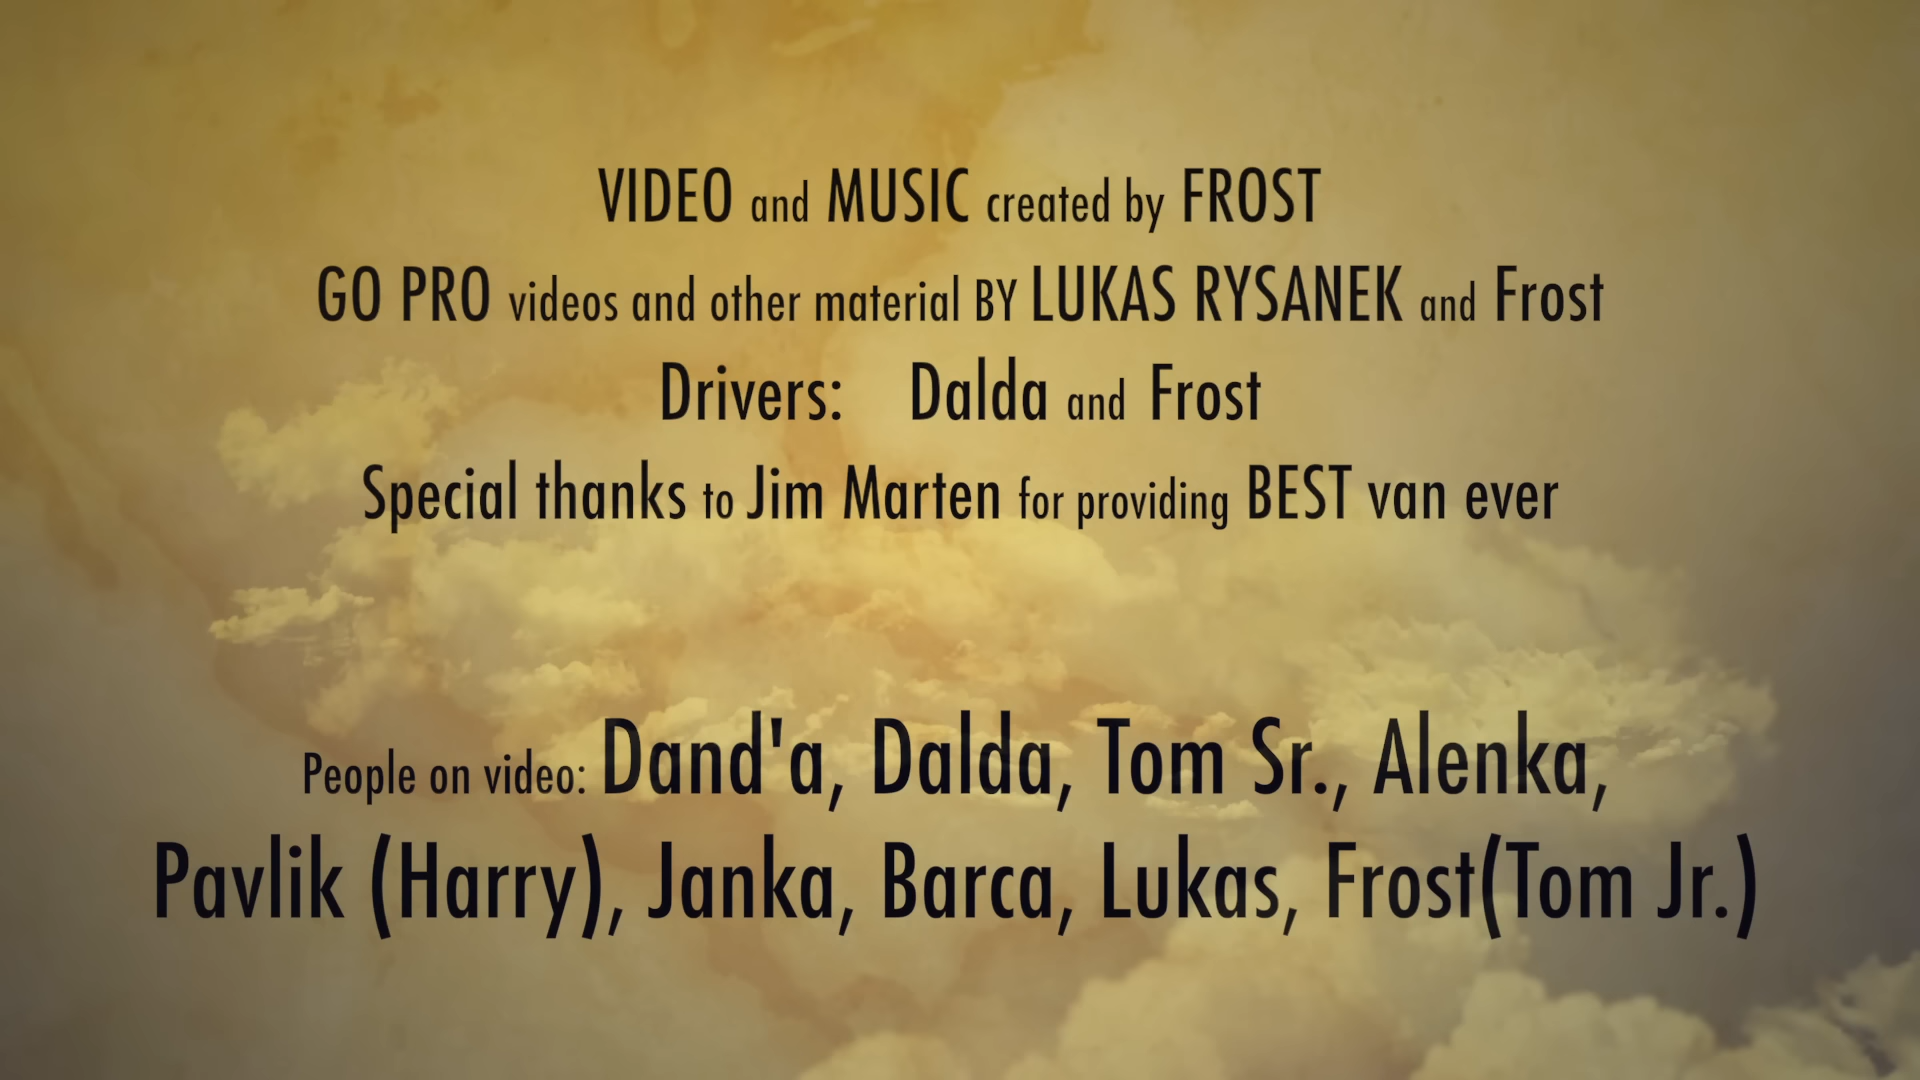 VIDEO and MUSIC created by FROST
GO PRO videos and other material BY LUKAS RYSANEK and Frost
Drivers: Dalda and Frost
Special thanks to Jim Marten for providing BEST van ever
People on video: Dand'a, Dalda, Tom Sr., Alenka,
Pavlik (Harry), Janka, Barca, Lukas, Frost(Tom Jr.)